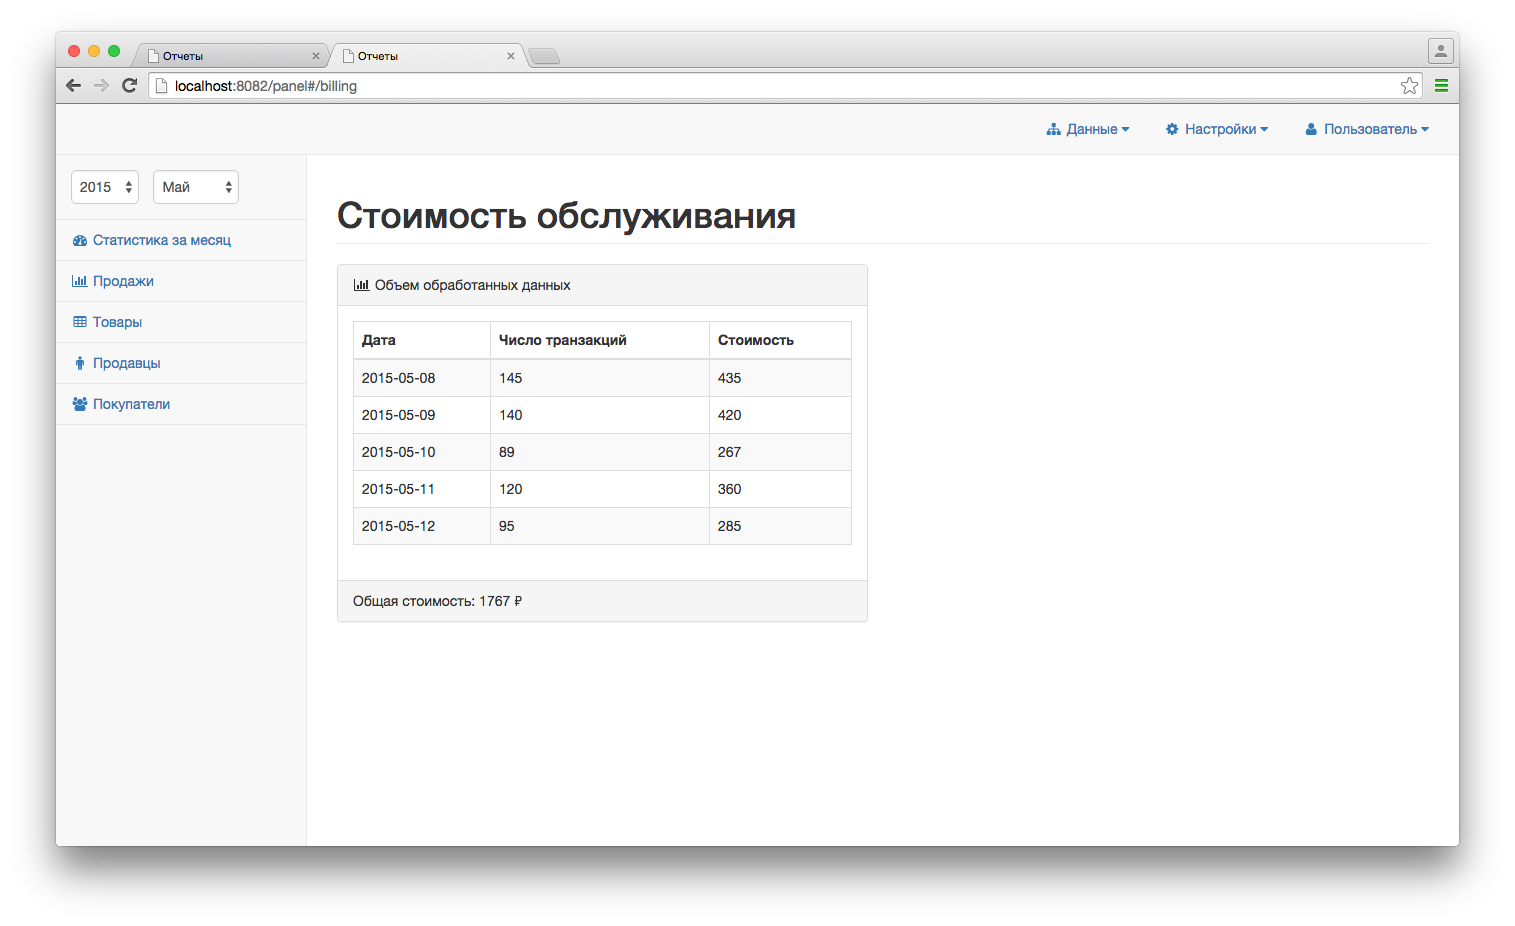 Отчеты
Отчеты
localhost:8082/panel#/billing
Данные Настройки Пользователь
2015 Май
Стоимость обслуживания
Статистика за месяц
Продажи
Товары
Продавцы
Покупатели
Объем обработанных данных
Дата Число транзакций Стоимость
2015-05-08 145 435
2015-05-09 140 420
2015-05-10 89 267
2015-05-11 120 360
2015-05-12 95 285
Общая стоимость: 1767 ₽